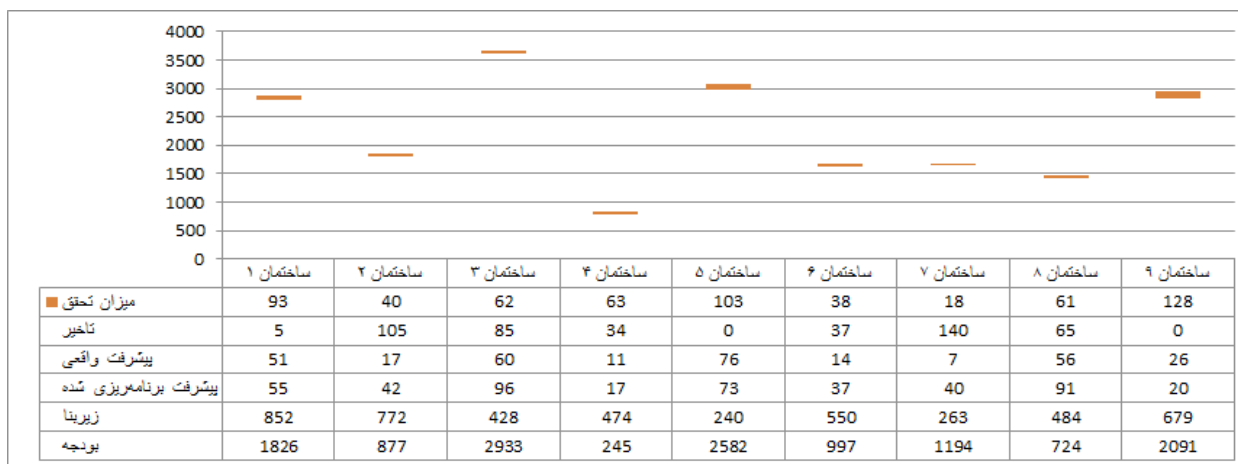 4000
3500
3000
2500
2000
1500
1000
500
0
ساختمان ۱ ساختمان ۲ ساختمان ۳ ساختمان ۴ ساختمان ۵ ساختمان ۶ ساختمان ۷ ساختمان ۸ ساختمان ۹
میزان تحقق 93 40 62 63 103 38 18 61 128
تاخیر 5 105 85 34 0 37 140 65 0
پیشرفت واقعی 51 17 60 11 76 14 7 56 26
پیشرفت برنامه‌ریزی شده 55 42 96 17 73 37 40 91 20
زیربنا 852 772 428 474 240 550 263 484 679
بودجه 1826 877 2933 245 2582 997 1194 724 2091